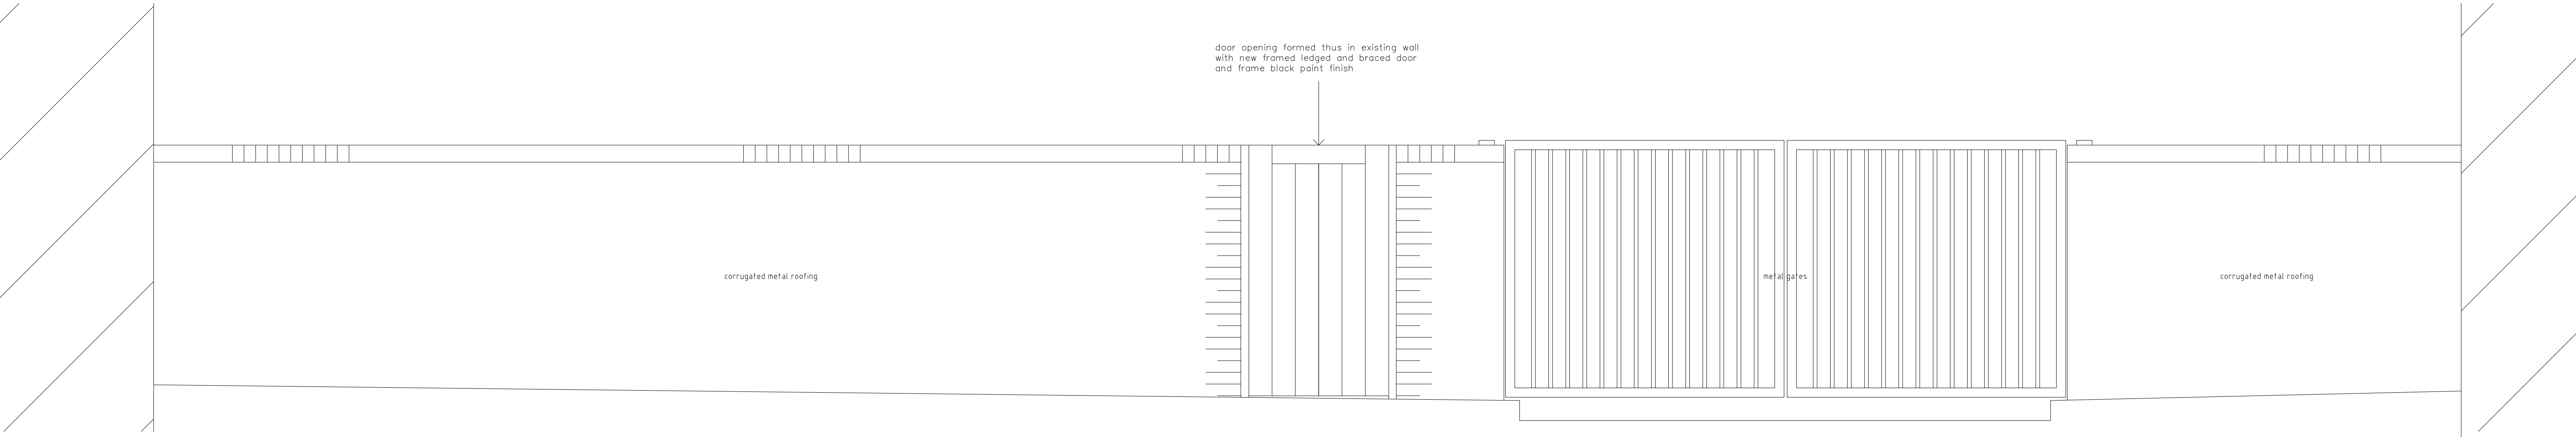 door opening formed thus in existing wall
with new framed ledged and braced door
and frame black paint finish
corrugated metal roofing
metal gates
corrugated metal roofing